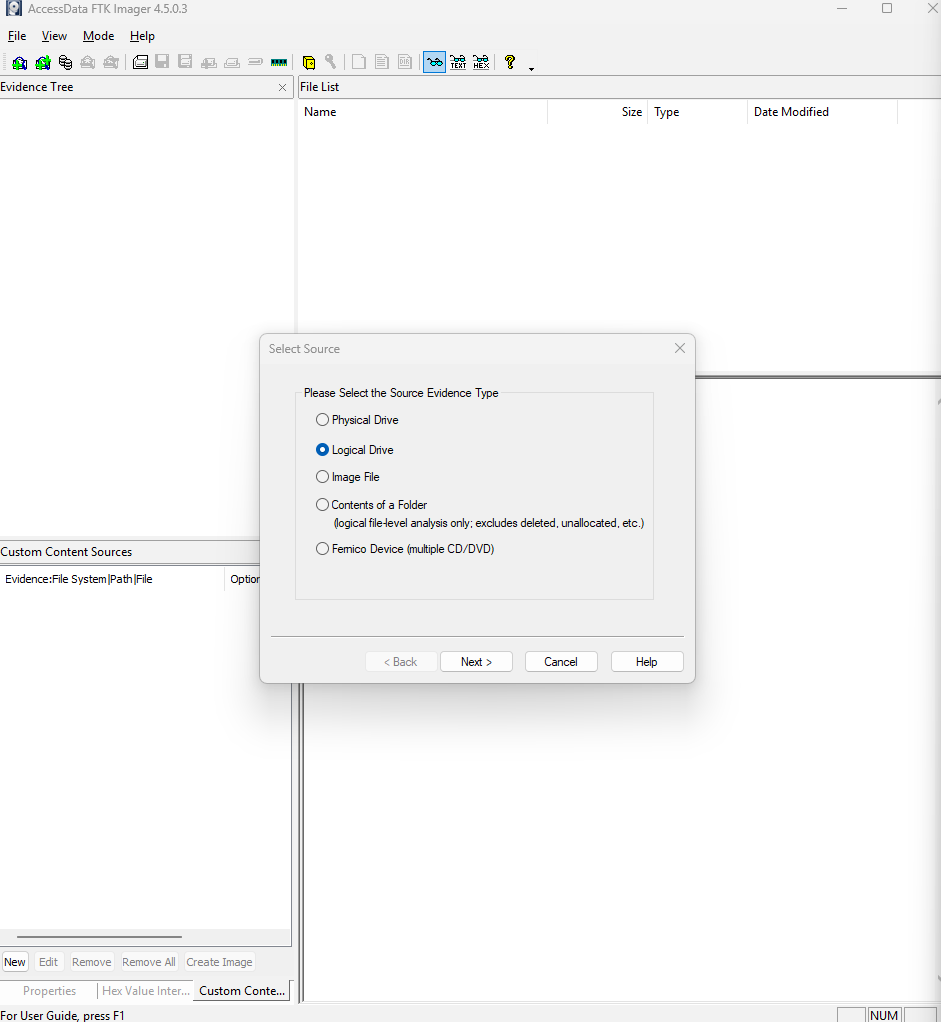 AccessData FTK Imager 4.5.0.3
File View Mode Help
TEXT HEX
Evidence Tree
File List
Name Size Type Date Modified
Select Source
Please Select the Source Evidence Type
Physical Drive
Logical Drive
Image File
Contents of a Folder
(logical file-level analysis only; excludes deleted, unallocated, etc.)
Fernico Device (multiple CD/DVD)
< Back Next > Cancel Help
Custom Content Sources
Evidence:File System|Path|File Option
New Edit Remove Remove All Create Image
Properties Hex Value Inter... Custom Conte...
For User Guide, press F1 NUM